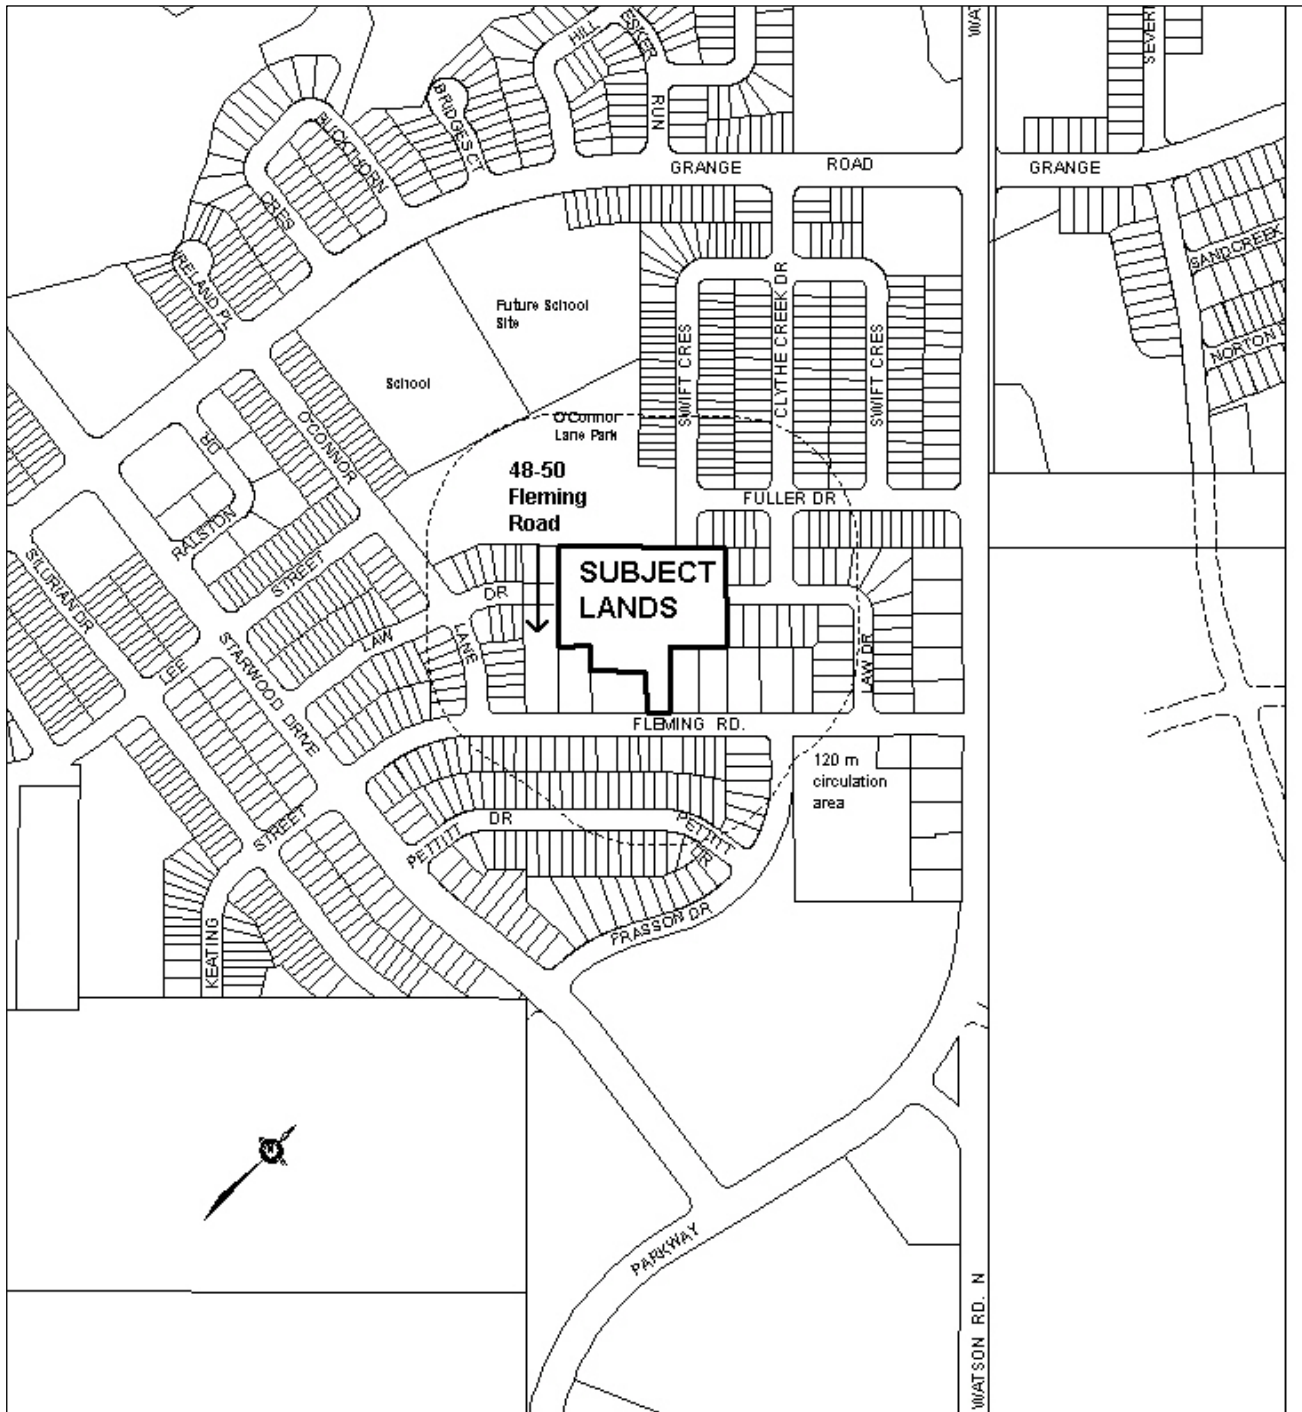 ESKER
HILL
WAT
SEVERI
BRIDGES CT
RUN
BUCKTHORN
GRANGE
ROAD
GRANGE
CRES
IRELAND PL
SANDCREEK
CLYTHE CREEK DR
Future School
Site
NORTON
SWIFT CRES
SWIFT CRES
School
O'CONNOR
O'Connor
Lane Park
DR
48-50
Fleming
Road
FULLER DR
RALSTON
STREET
SUBJECT
LANDS
DR
SILURIAN DR
LAW
LANE
LAW DR
LEE
STARWOOD DRIVE
FLEMING RD.
120 m
circulation
area
STREET
PETTITT
DR
PETTITT
DR
FRASSON DR
KEATING
N
PARKWAY
WATSON RD. N